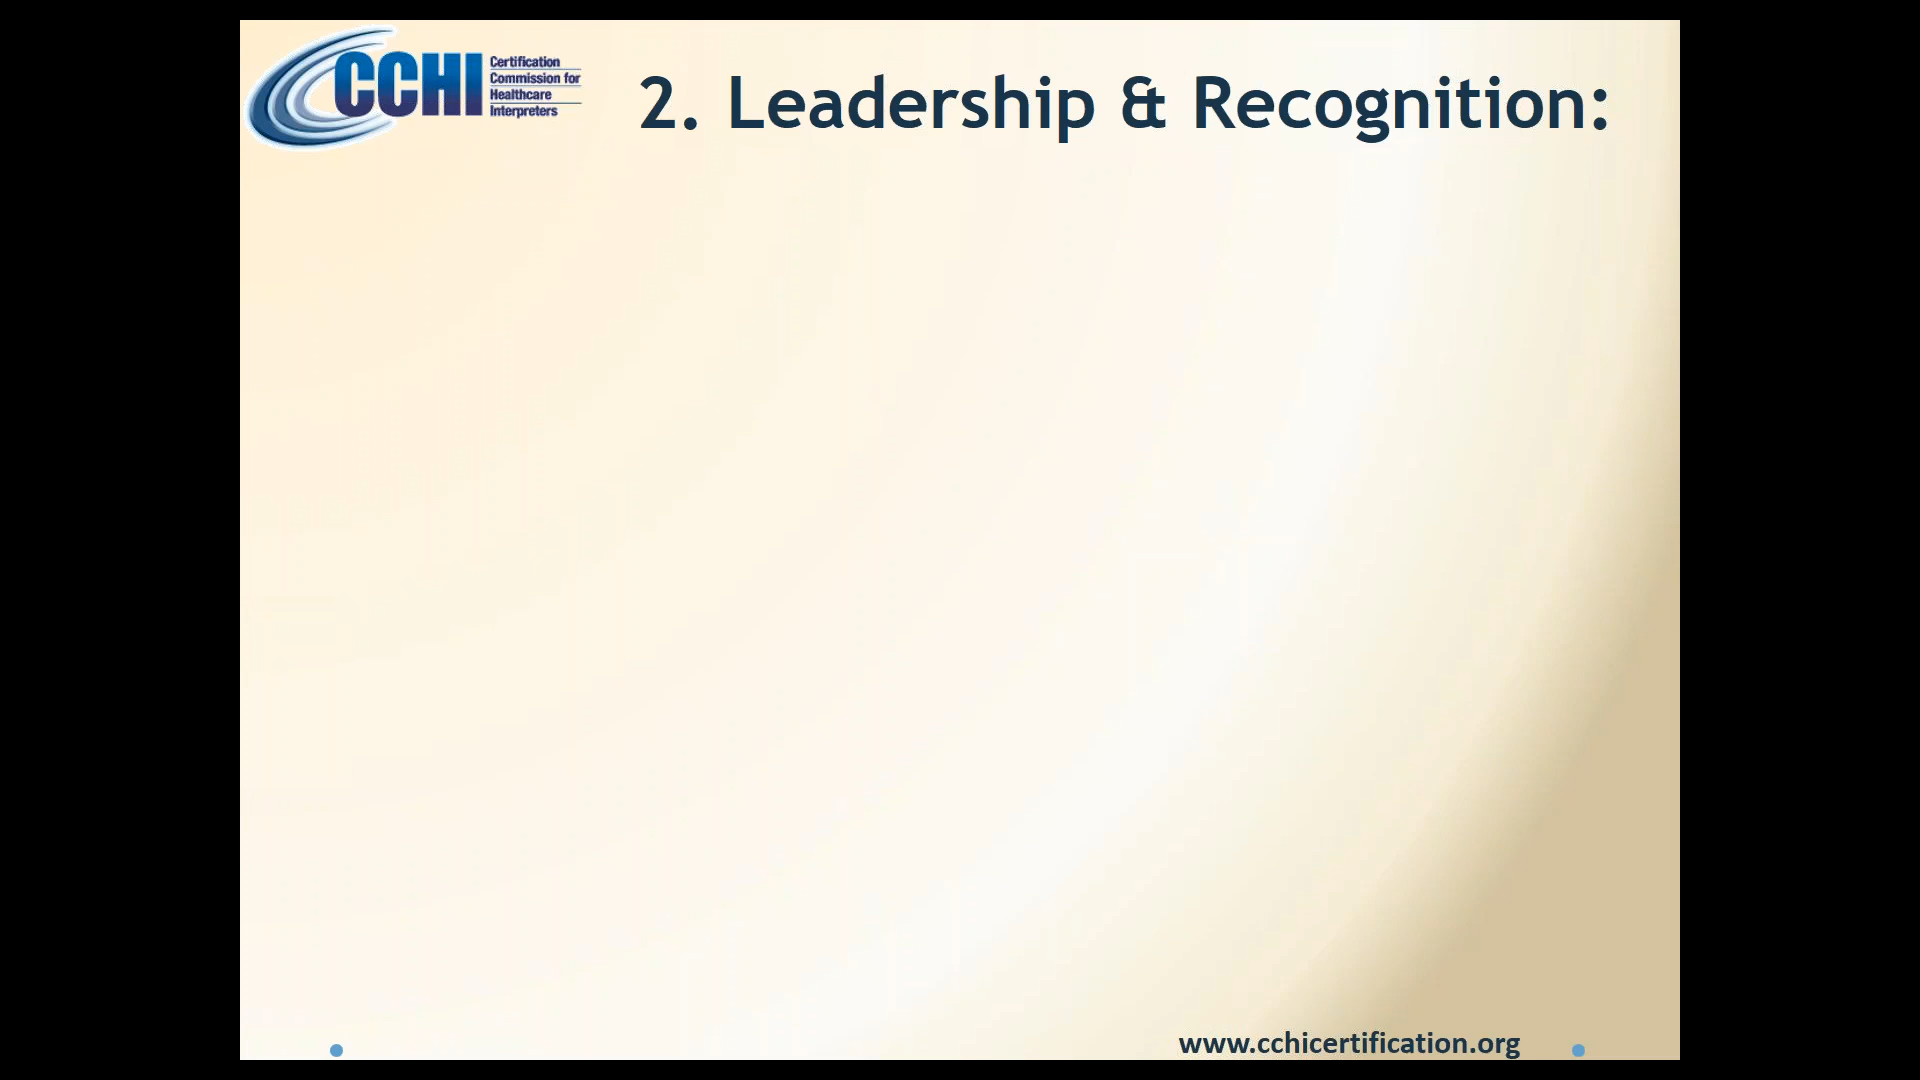 CCHI
Certification
Commission for
Healthcare
Interpreters
2. Leadership & Recognition:
www.cchicertification.org